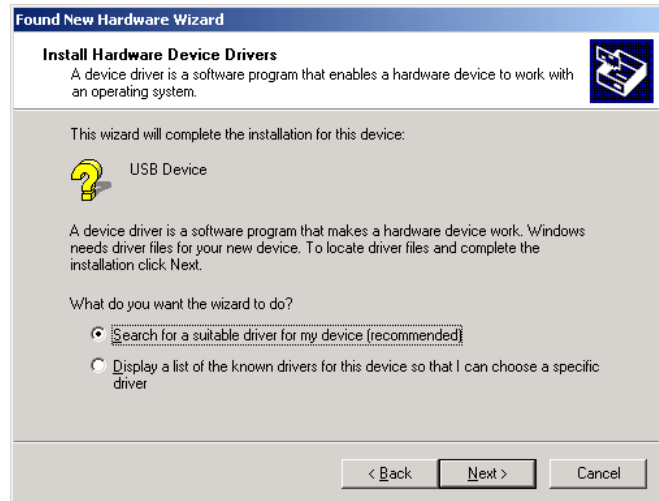 Found New Hardware Wizard
Install Hardware Device Drivers
A device driver is a software program that enables a hardware device to work with
an operating system.
This wizard will complete the installation for this device:
USB Device
A device driver is a software program that makes a hardware device work. Windows
needs driver files for your new device. To locate driver files and complete the
installation click Next.
What do you want the wizard to do?
Search for a suitable driver for my device (recommended)
Display a list of the known drivers for this device so that I can choose a specific
driver
< Back
Next >
Cancel